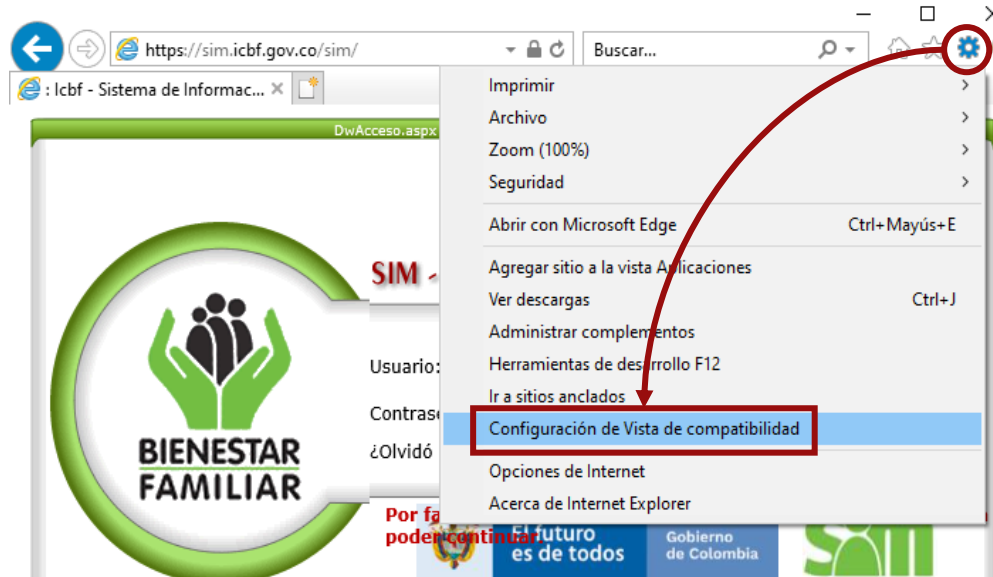 https://sim.icbf.gov.co/sim/
Buscar...
: Icbf - Sistema de Informac...
DwAcceso.aspx
Imprimir
Archivo
Zoom (100%)
Seguridad
Abrir con Microsoft Edge Ctrl+Mayús+E
Agregar sitio a la vista Aplicaciones
Ver descargas Ctrl+J
Administrar complementos
Herramientas de desarrollo F12
Ir a sitios anclados
Configuración de Vista de compatibilidad
Opciones de Internet
Acerca de Internet Explorer
SIM -
Usuario:
Contras
¿Olvidó
BIENESTAR
FAMILIAR
Por fa
poder continuar.
El futuro
es de todos
Gobierno
de Colombia